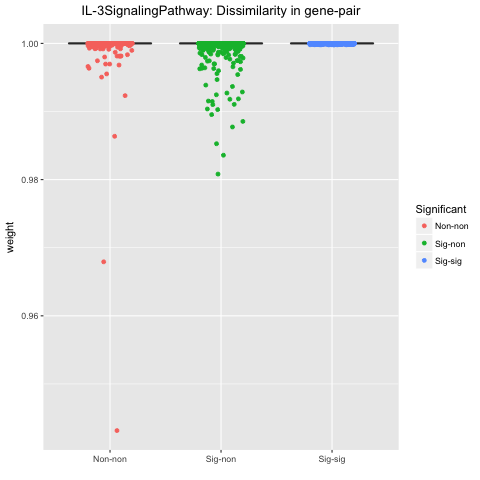 IL-3SignalingPathway: Dissimilarity in gene-pair
1.00
0.98
0.96
weight
Non-non
Sig-non
Sig-sig
Significant
Non-non
Sig-non
Sig-sig